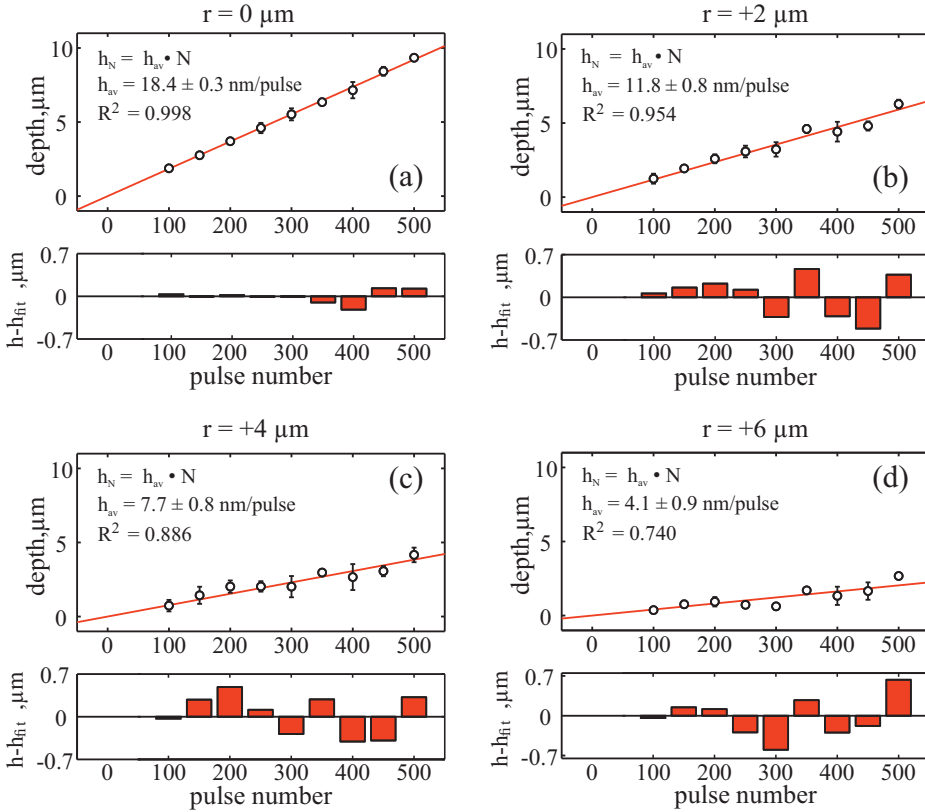 r = 0 µm
10
5
0
depth,µm
h_N = h_av • N
h_av = 18.4 ± 0.3 nm/pulse
R² = 0.998
(a)
0 100 200 300 400 500
0.7
0
-0.7
h-h_fit ,µm
0 100 200 300 400 500
pulse number
r = +2 µm
10
5
0
depth,µm
h_N = h_av • N
h_av = 11.8 ± 0.8 nm/pulse
R² = 0.954
(b)
0 100 200 300 400 500
0.7
0
-0.7
h-h_fit ,µm
0 100 200 300 400 500
pulse number
r = +4 µm
10
5
0
depth,µm
h_N = h_av • N
h_av = 7.7 ± 0.8 nm/pulse
R² = 0.886
(c)
0 100 200 300 400 500
0.7
0
-0.7
h-h_fit ,µm
0 100 200 300 400 500
pulse number
r = +6 µm
10
5
0
depth,µm
h_N = h_av • N
h_av = 4.1 ± 0.9 nm/pulse
R² = 0.740
(d)
0 100 200 300 400 500
0.7
0
-0.7
h-h_fit ,µm
0 100 200 300 400 500
pulse number